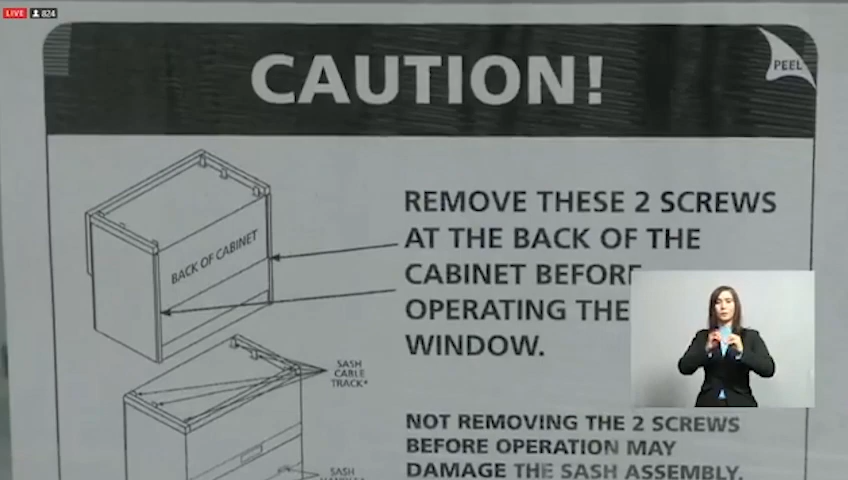 LIVE 824
CAUTION!
PEEL
REMOVE THESE 2 SCREWS
AT THE BACK OF THE
CABINET BEFORE
OPERATING THE
WINDOW.
BACK OF CABINET
SASH
CABLE
TRACK*
NOT REMOVING THE 2 SCREWS
BEFORE OPERATION MAY
DAMAGE THE SASH ASSEMBLY.
SASH